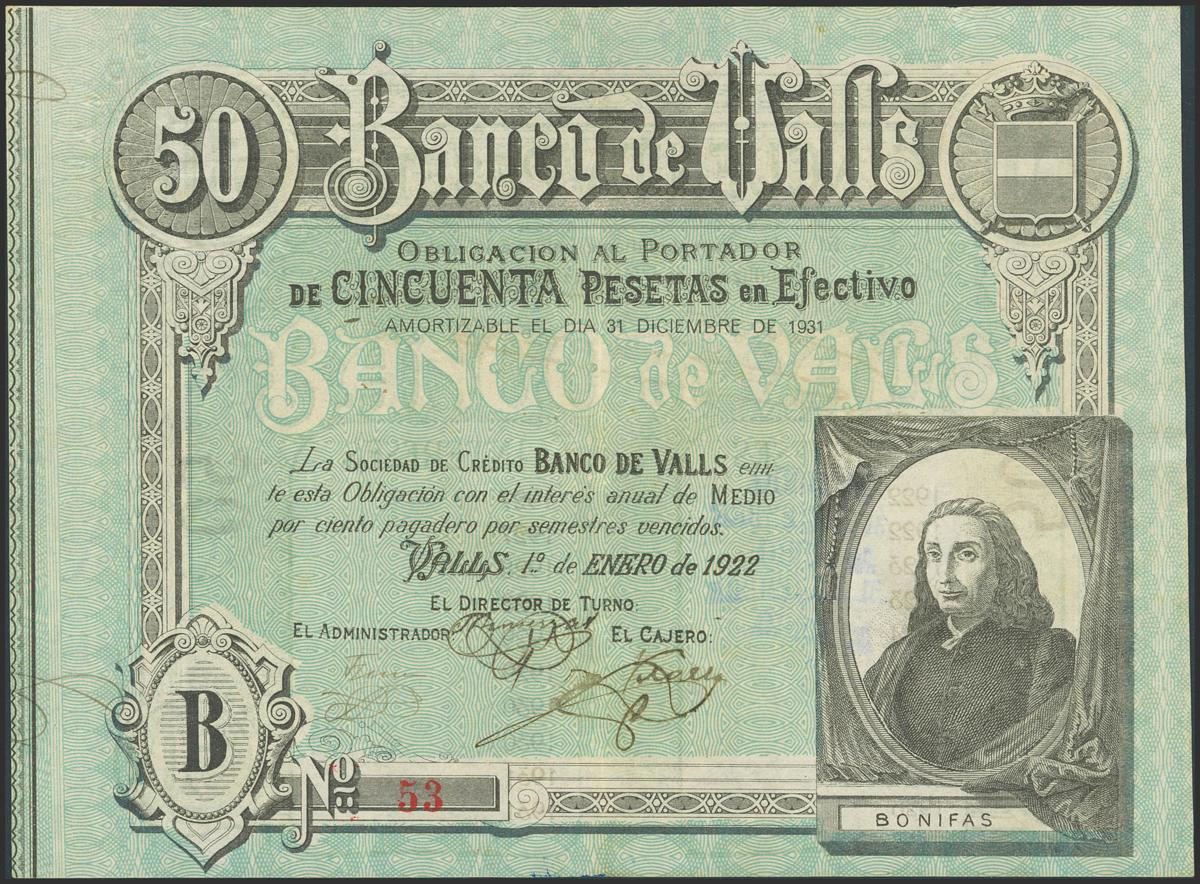 50
Banco de Valls
OBLIGACION AL PORTADOR
DE CINCUENTA PESETAS en Efectivo
AMORTIZABLE EL DIA 31 DICIEMBRE DE 1931
BANCO de VALLS
La SOCIEDAD DE CRÉDITO BANCO DE VALLS emi-
te esta Obligación con el interés anual de MEDIO
por ciento pagadero por semestres vencidos.
VALLS, 1º de ENERO de 1922
EL DIRECTOR DE TURNO:
EL ADMINISTRADOR
EL CAJERO:
B
Nº
53
BONIFAS